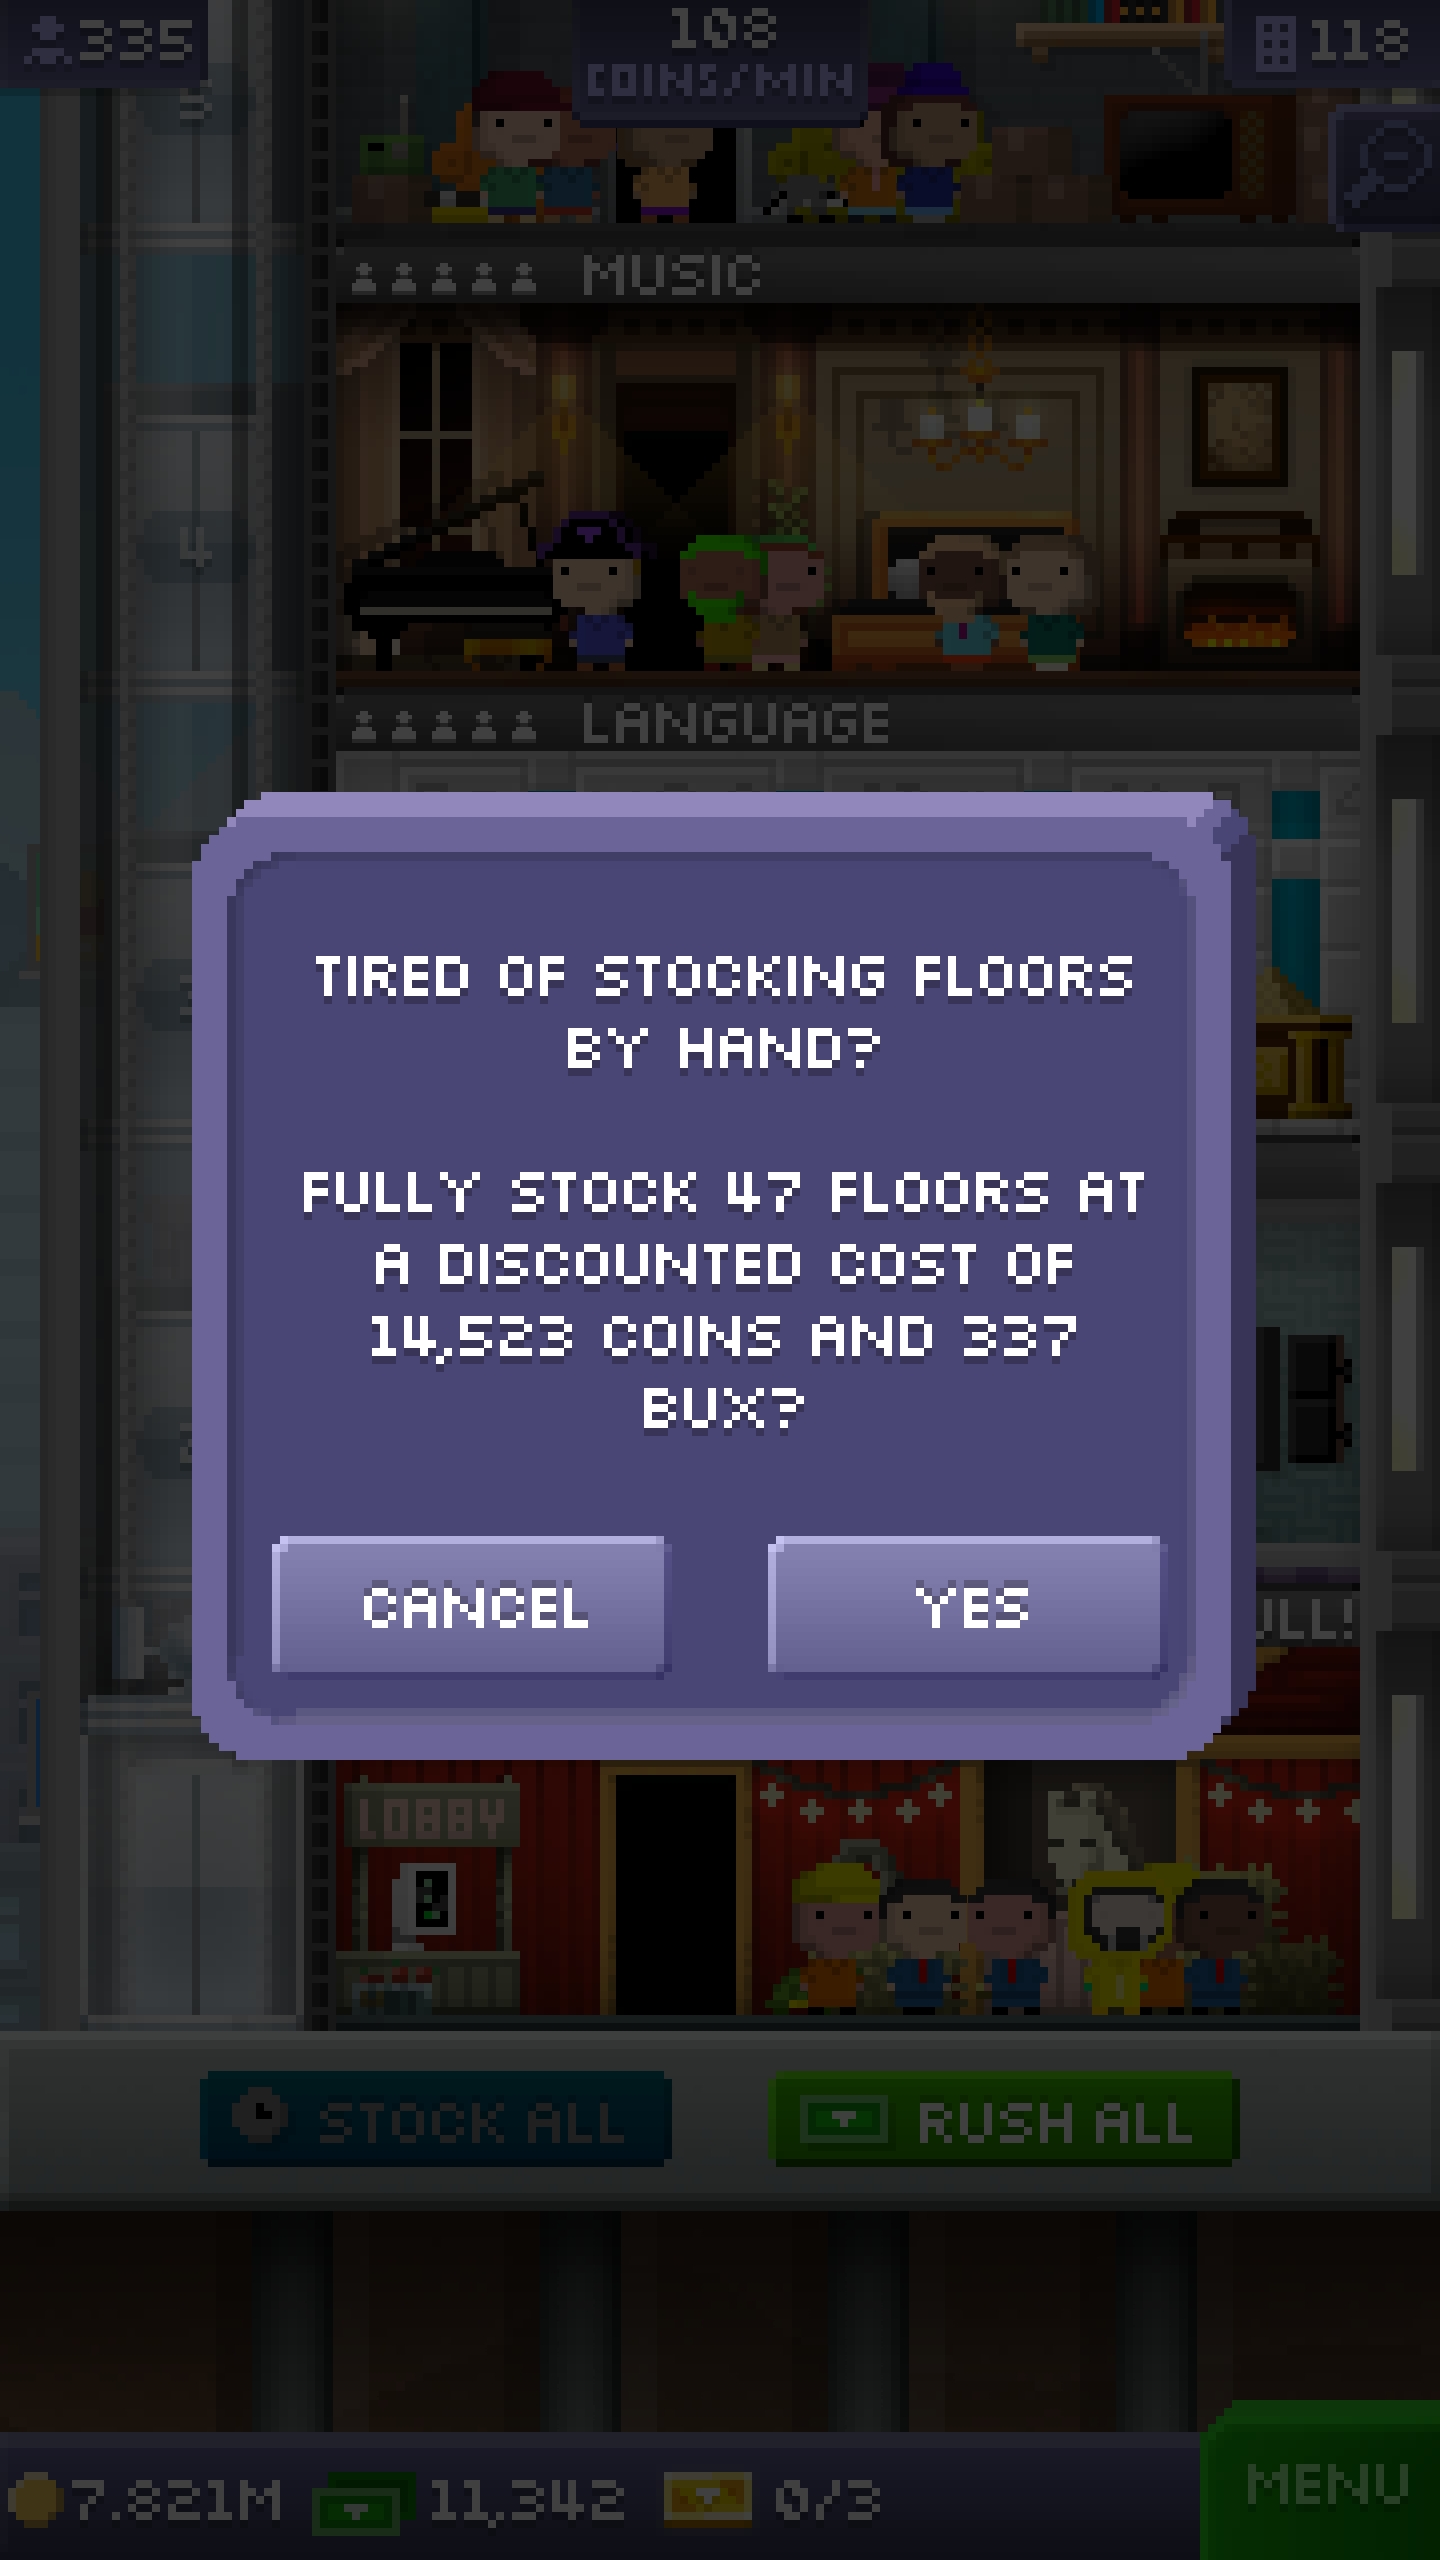 335
108
COINS/MIN
118
5
MUSIC
4
LANGUAGE
TIRED OF STOCKING FLOORS
BY HAND?
FULLY STOCK 47 FLOORS AT
A DISCOUNTED COST OF
14,523 COINS AND 337
BUX?
CANCEL
YES
LOBBY
STOCK ALL
RUSH ALL
7.821M
11,342
0/3
MENU